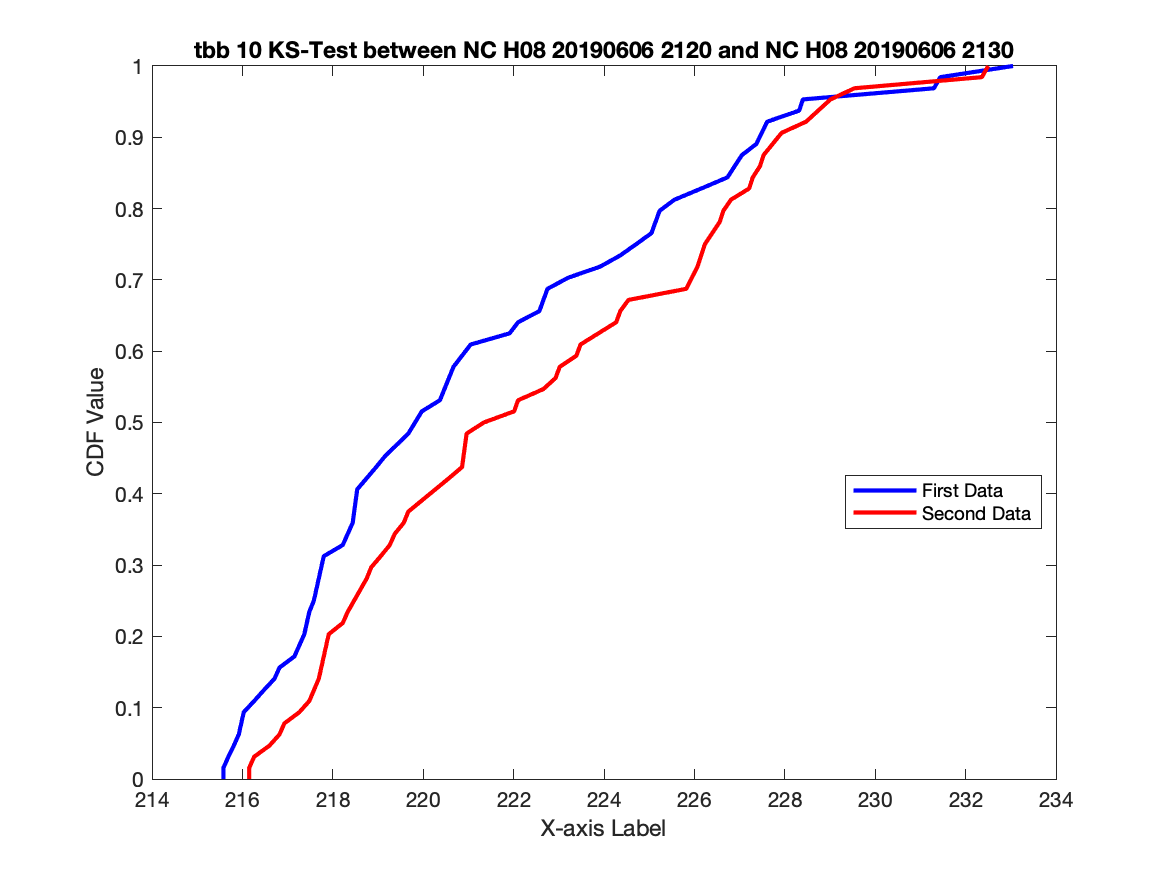 tbb 10 KS-Test between NC H08 20190606 2120 and NC H08 20190606 2130
1
0.9
0.8
0.7
0.6
0.5
0.4
0.3
0.2
0.1
0
CDF Value
First Data
Second Data
214 216 218 220 222 224 226 228 230 232 234
X-axis Label